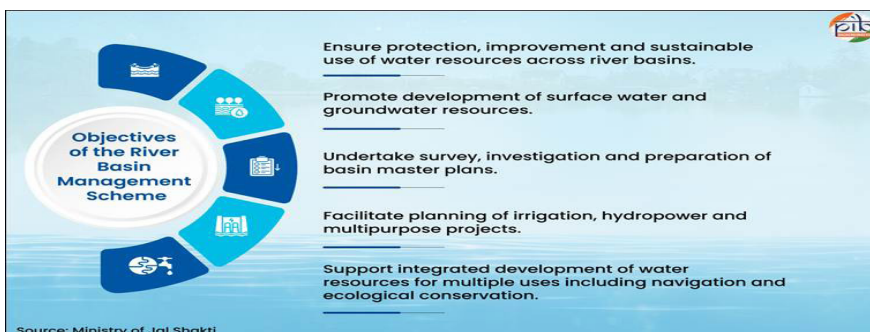 pib
Ensure protection, improvement and sustainable
use of water resources across river basins.
Promote development of surface water and
groundwater resources.
Objectives
of the River
Basin
Management
Scheme
Undertake survey, investigation and preparation of
basin master plans.
Facilitate planning of irrigation, hydropower and
multipurpose projects.
Support integrated development of water
resources for multiple uses including navigation and
ecological conservation.
Source: Ministry of Jal Shakti